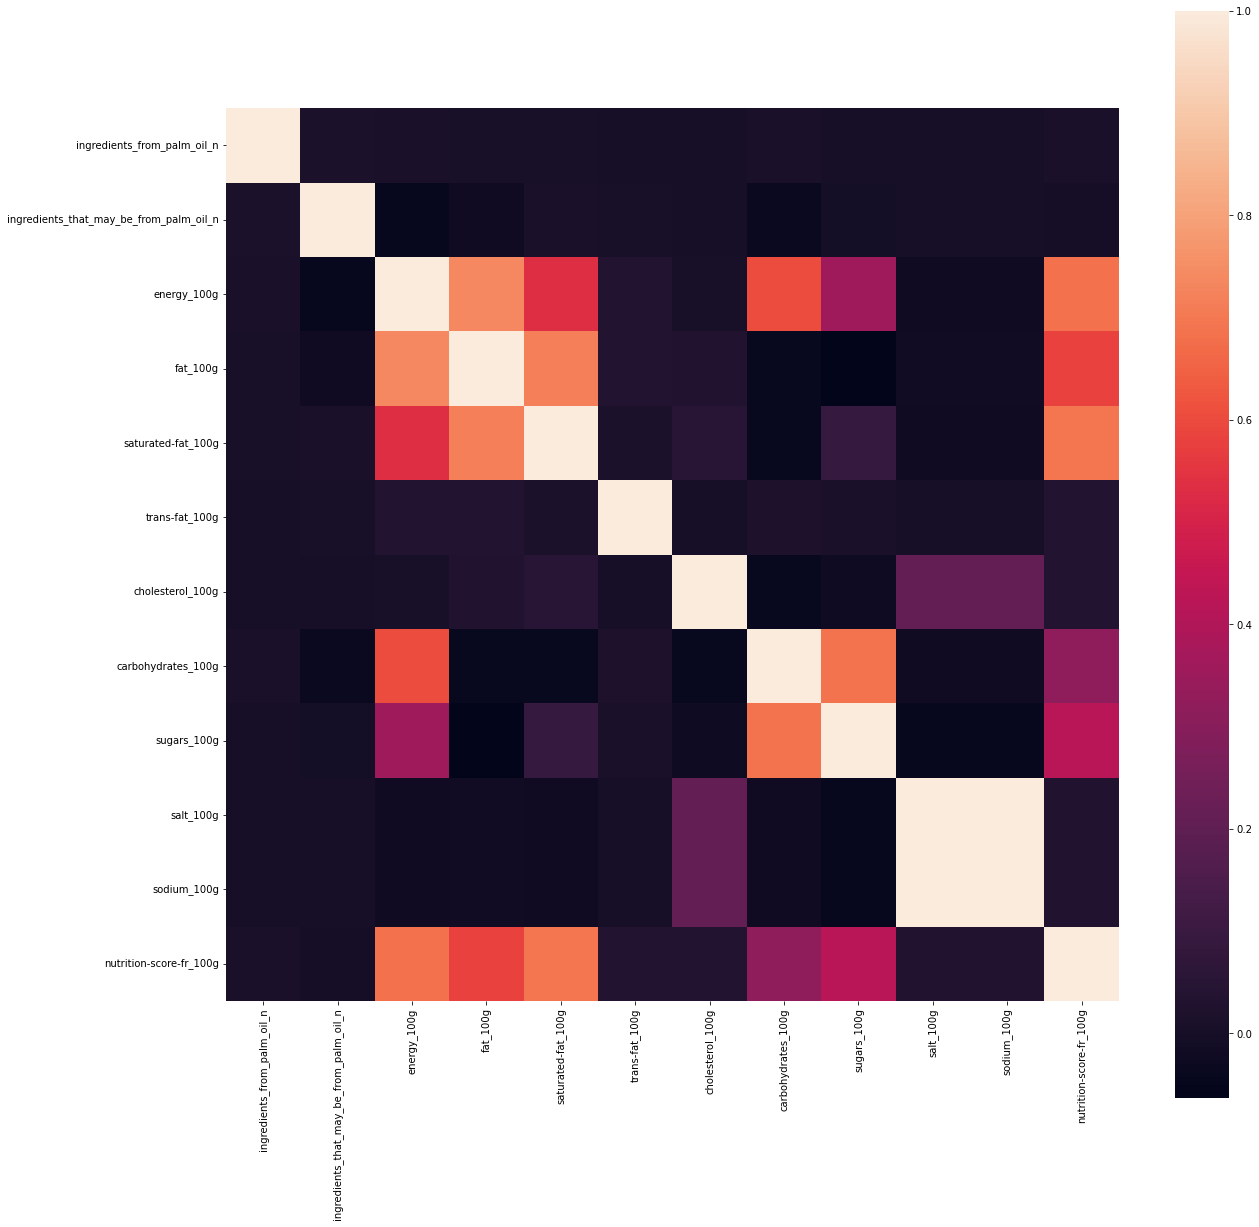 1.0
0.8
0.6
0.4
0.2
0.0
ingredients_from_palm_oil_n
ingredients_that_may_be_from_palm_oil_n
energy_100g
fat_100g
saturated-fat_100g
trans-fat_100g
cholesterol_100g
carbohydrates_100g
sugars_100g
salt_100g
sodium_100g
nutrition-score-fr_100g
ingredients_from_palm_oil_n
ingredients_that_may_be_from_palm_oil_n
energy_100g
fat_100g
saturated-fat_100g
trans-fat_100g
cholesterol_100g
carbohydrates_100g
sugars_100g
salt_100g
sodium_100g
nutrition-score-fr_100g